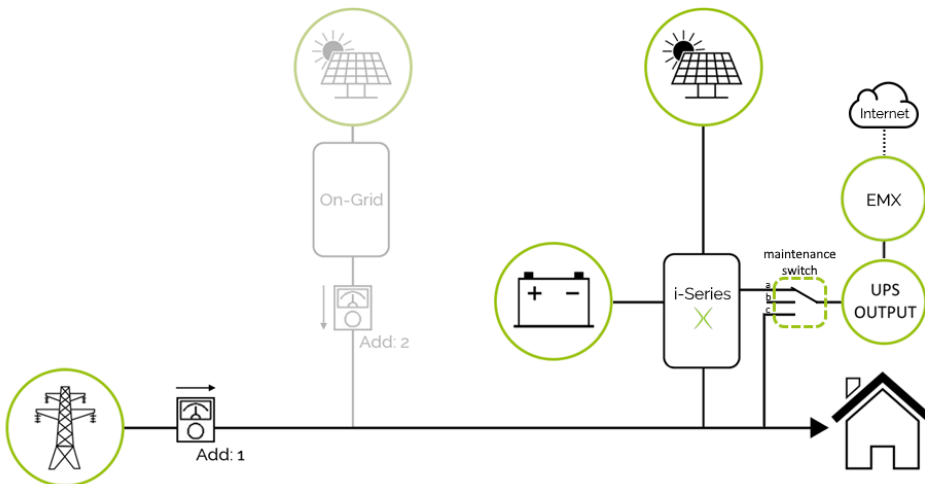 Internet
On-Grid
EMX
maintenance
switch
i-Series
X
a
b
c
UPS
OUTPUT
+ −
Add: 2
Add: 1